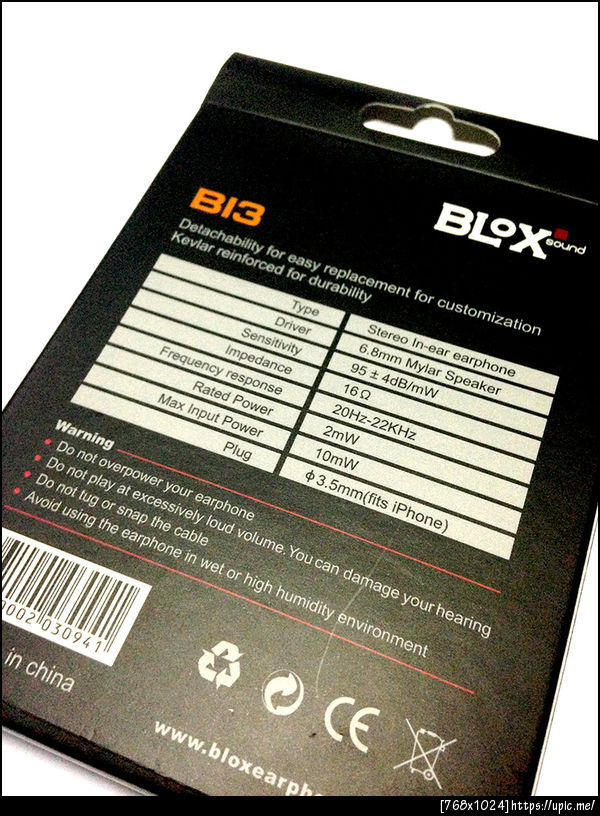 B13
BLOX
sound
Detachability for easy replacement for customization
Kevlar reinforced for durability
Type Stereo In-ear earphone
Driver 6.8mm Mylar Speaker
Sensitivity 95 ± 4dB/mW
Impedance 16 Ω
Frequency response 20Hz-22KHz
Rated Power 2mW
Max Input Power 10mW
Plug ϕ3.5mm(fits iPhone)
Warning
• Do not overpower your earphone
• Do not play at excessively loud volume. You can damage your hearing
• Do not tug or snap the cable
• Avoid using the earphone in wet or high humidity environment
0002 030941
in china
CE
www.bloxearph
[768x1024]https://upic.me/